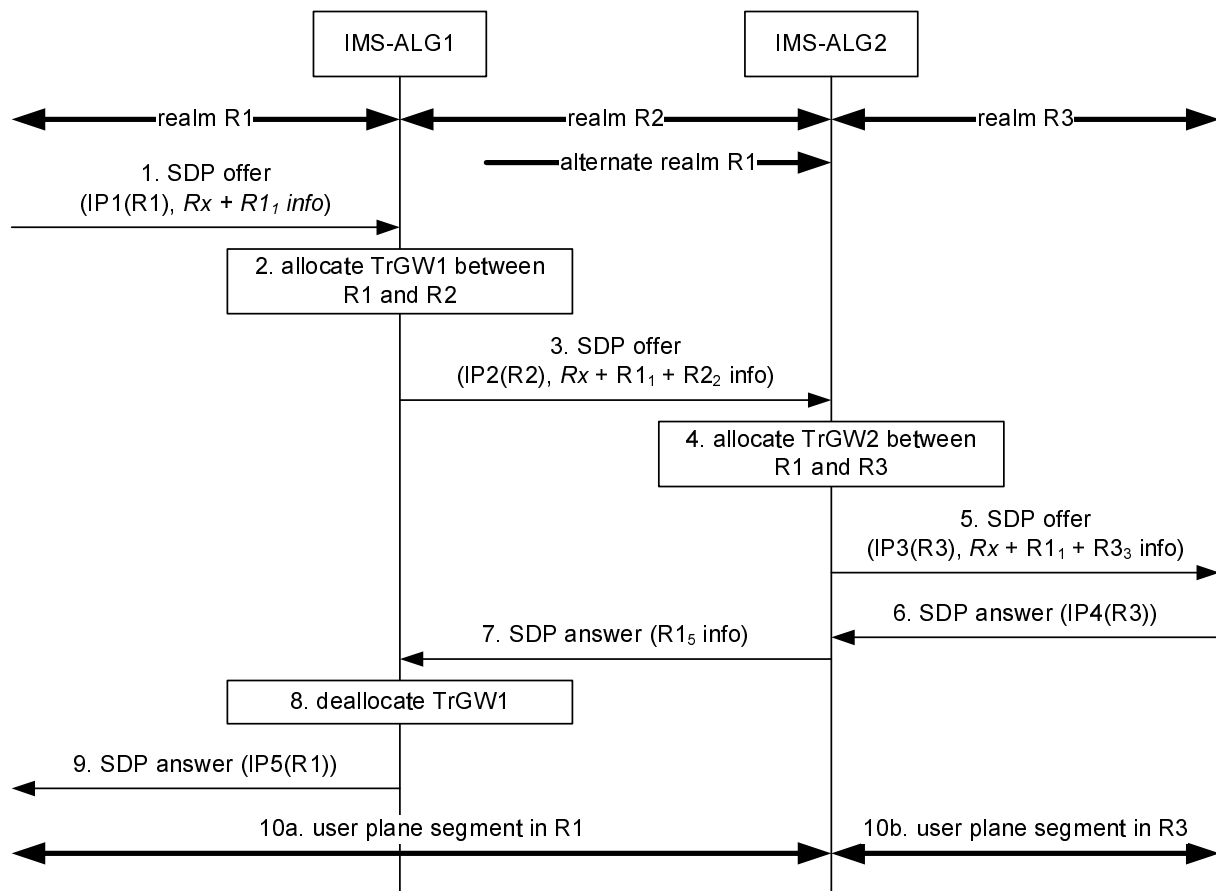 IMS-ALG1
IMS-ALG2
realm R1
realm R2
realm R3
alternate realm R1
1. SDP offer
(IP1(R1), Rx + R1₁ info)
2. allocate TrGW1 between
R1 and R2
3. SDP offer
(IP2(R2), Rx + R1₁ + R2₂ info)
4. allocate TrGW2 between
R1 and R3
5. SDP offer
(IP3(R3), Rx + R1₁ + R3₃ info)
6. SDP answer (IP4(R3))
7. SDP answer (R1₅ info)
8. deallocate TrGW1
9. SDP answer (IP5(R1))
10a. user plane segment in R1
10b. user plane segment in R3